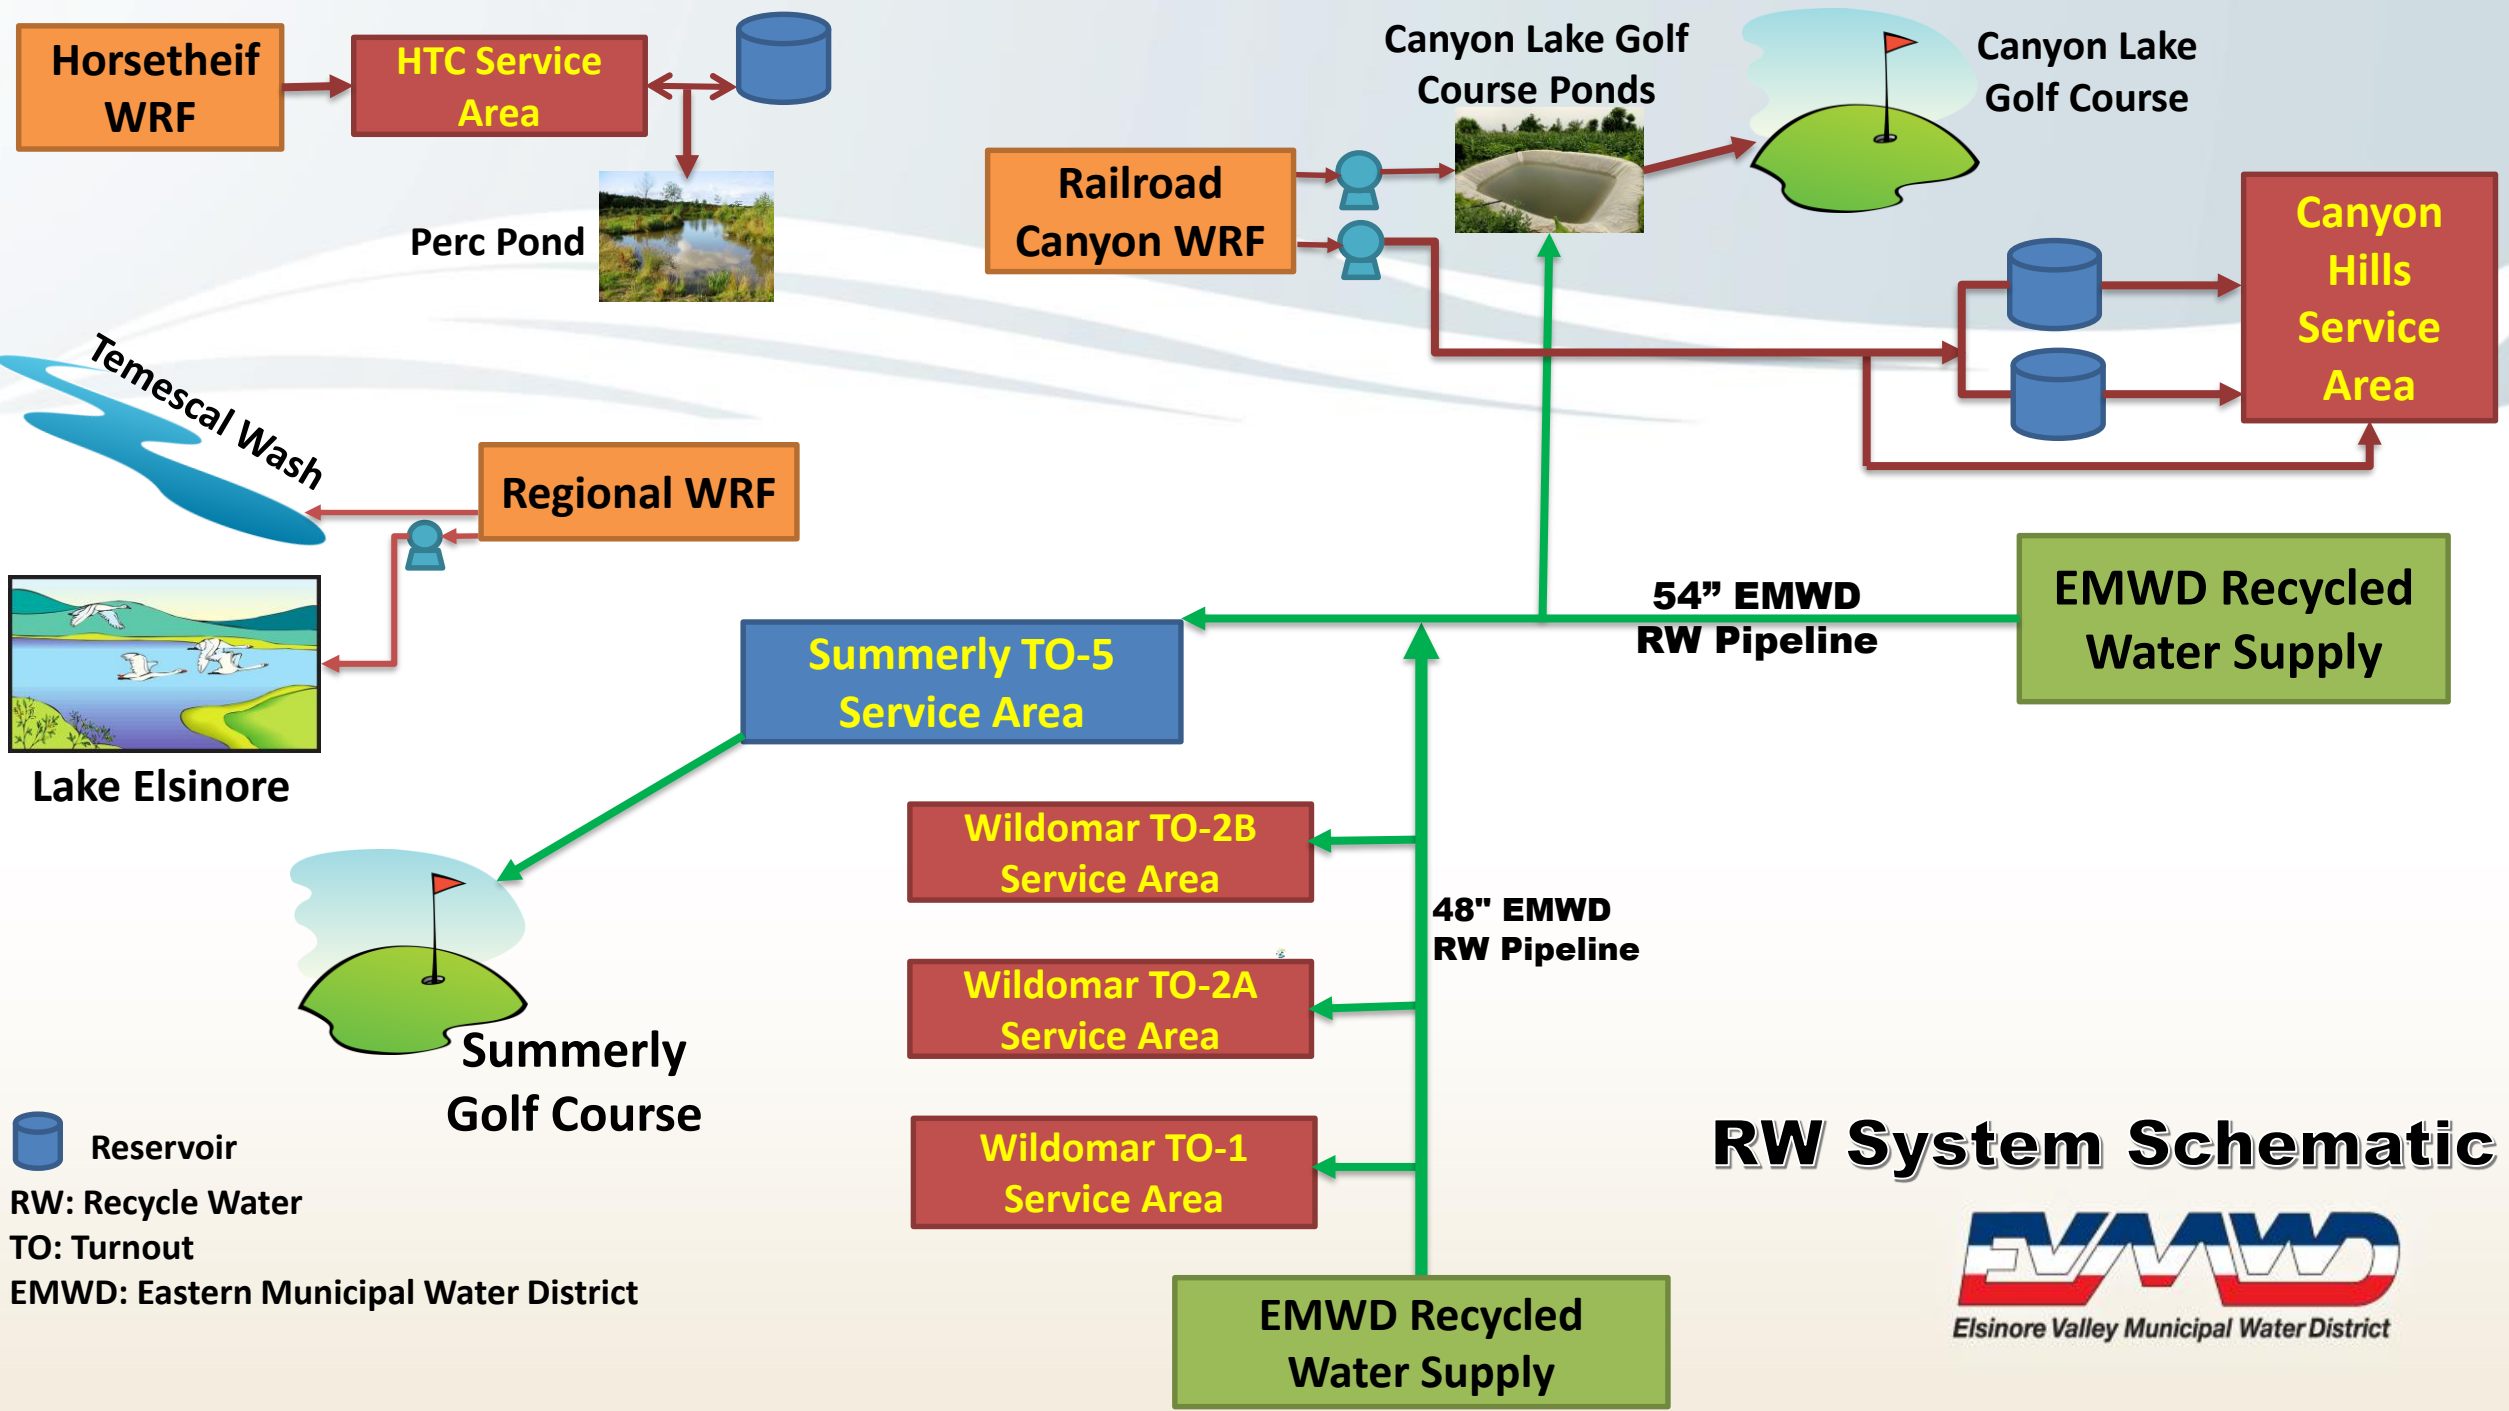 Horsetheif
WRF
HTC Service
Area
Perc Pond
Canyon Lake Golf
Course Ponds
Canyon Lake
Golf Course
Railroad
Canyon WRF
Canyon
Hills
Service
Area
Temescal Wash
Regional WRF
Lake Elsinore
54” EMWD
RW Pipeline
EMWD Recycled
Water Supply
Summerly TO-5
Service Area
Wildomar TO-2B
Service Area
48" EMWD
RW Pipeline
Wildomar TO-2A
Service Area
Summerly
Golf Course
Wildomar TO-1
Service Area
EMWD Recycled
Water Supply
Reservoir
RW: Recycle Water
TO: Turnout
EMWD: Eastern Municipal Water District
RW System Schematic
EVMWD
Elsinore Valley Municipal Water District